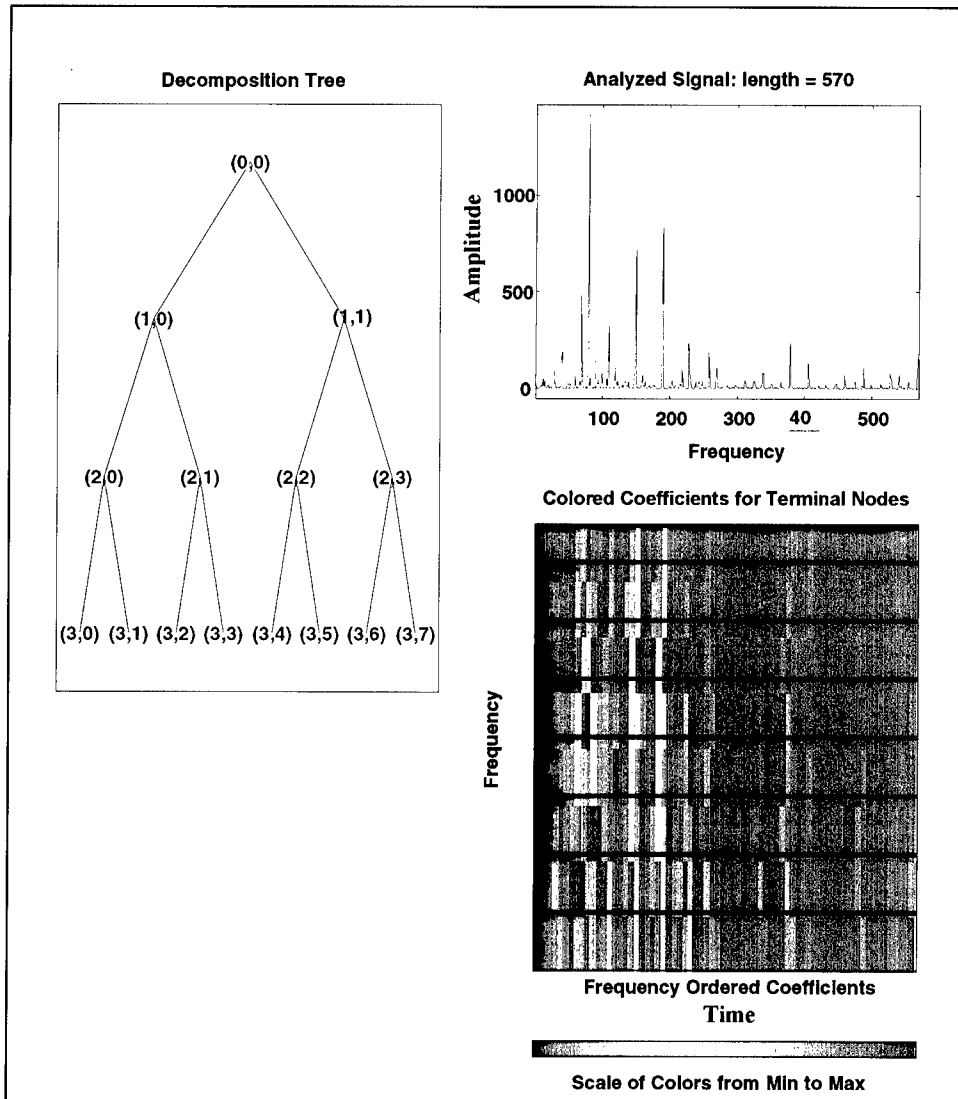 Decomposition Tree
(0,0)
(1,0) (1,1)
(2,0) (2,1) (2,2) (2,3)
(3,0) (3,1) (3,2) (3,3) (3,4) (3,5) (3,6) (3,7)
Analyzed Signal: length = 570
Amplitude
1000
500
0
100 200 300 40 500
Frequency
Colored Coefficients for Terminal Nodes
Frequency
Frequency Ordered Coefficients
Time
Scale of Colors from Min to Max